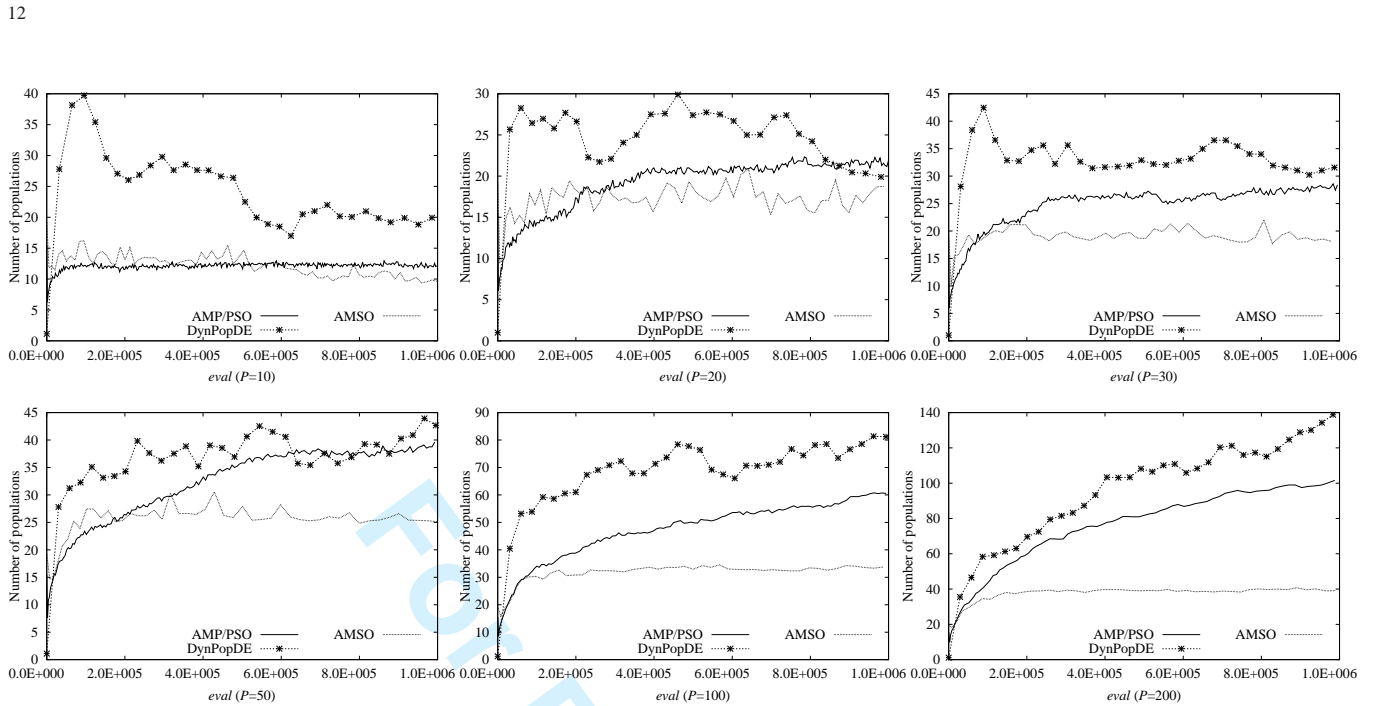 12
40
35
30
25
20
15
10
5
0
Number of populations
AMP/PSO
AMSO
DynPopDE
0.0E+000 2.0E+005 4.0E+005 6.0E+005 8.0E+005 1.0E+006
eval (P=10)
30
25
20
15
10
5
0
Number of populations
AMP/PSO
AMSO
DynPopDE
0.0E+000 2.0E+005 4.0E+005 6.0E+005 8.0E+005 1.0E+006
eval (P=20)
45
40
35
30
25
20
15
10
5
0
Number of populations
AMP/PSO
AMSO
DynPopDE
0.0E+000 2.0E+005 4.0E+005 6.0E+005 8.0E+005 1.0E+006
eval (P=30)
45
40
35
30
25
20
15
10
5
0
Number of populations
AMP/PSO
AMSO
DynPopDE
0.0E+000 2.0E+005 4.0E+005 6.0E+005 8.0E+005 1.0E+006
eval (P=50)
90
80
70
60
50
40
30
20
10
0
Number of populations
AMP/PSO
AMSO
DynPopDE
0.0E+000 2.0E+005 4.0E+005 6.0E+005 8.0E+005 1.0E+006
eval (P=100)
140
120
100
80
60
40
20
0
Number of populations
AMP/PSO
AMSO
DynPopDE
0.0E+000 2.0E+005 4.0E+005 6.0E+005 8.0E+005 1.0E+006
eval (P=200)
For